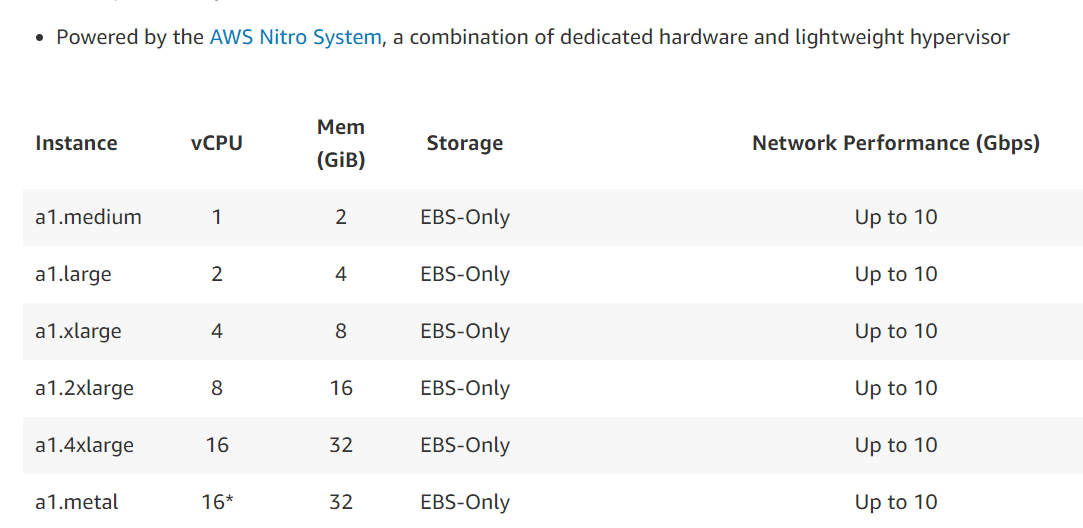 • Powered by the AWS Nitro System, a combination of dedicated hardware and lightweight hypervisor
Instance vCPU Mem (GiB) Storage Network Performance (Gbps)
a1.medium 1 2 EBS-Only Up to 10
a1.large 2 4 EBS-Only Up to 10
a1.xlarge 4 8 EBS-Only Up to 10
a1.2xlarge 8 16 EBS-Only Up to 10
a1.4xlarge 16 32 EBS-Only Up to 10
a1.metal 16* 32 EBS-Only Up to 10